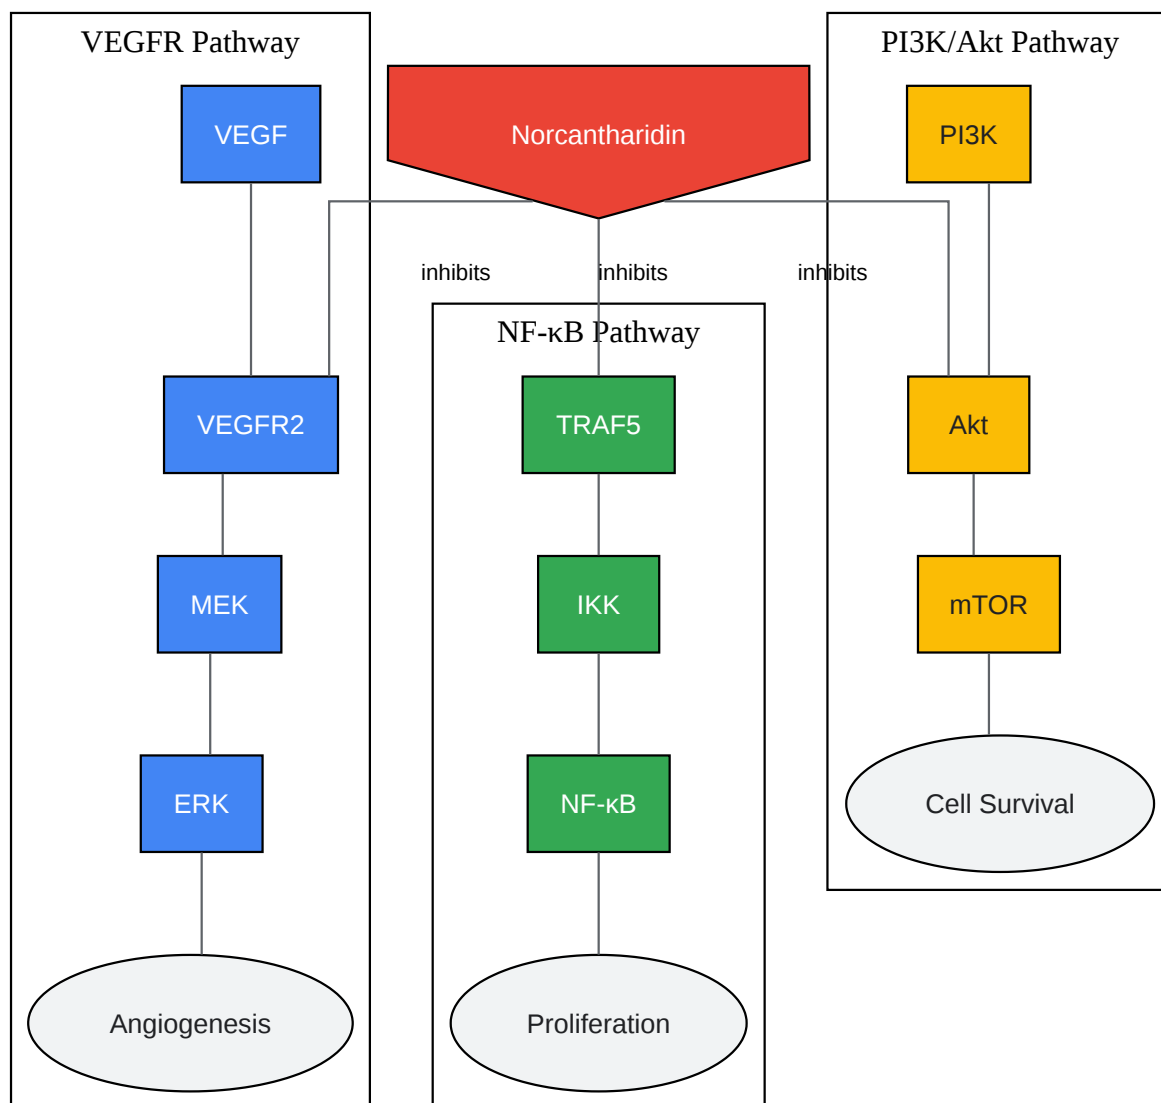 VEGFR Pathway
VEGF
VEGFR2
MEK
ERK
Angiogenesis
Norcantharidin
inhibits
inhibits
inhibits
NF-κB Pathway
TRAF5
IKK
NF-κB
Proliferation
PI3K/Akt Pathway
PI3K
Akt
mTOR
Cell Survival